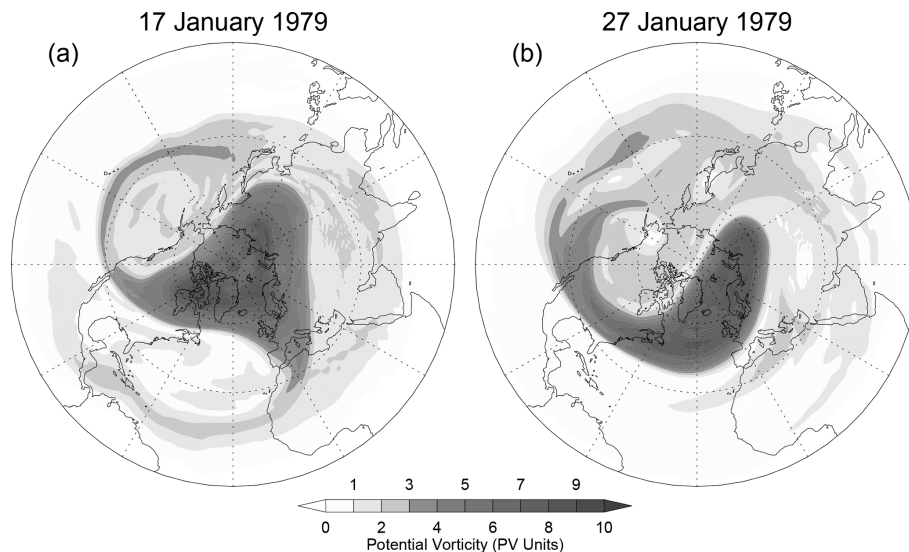 17 January 1979
27 January 1979
(a)
(b)
1 3 5 7 9
0 2 4 6 8 10
Potential Vorticity (PV Units)